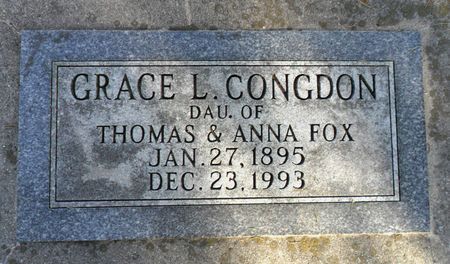 GRACE L. CONGDON
DAU. OF
THOMAS & ANNA FOX
JAN. 27, 1895
DEC. 23, 1993